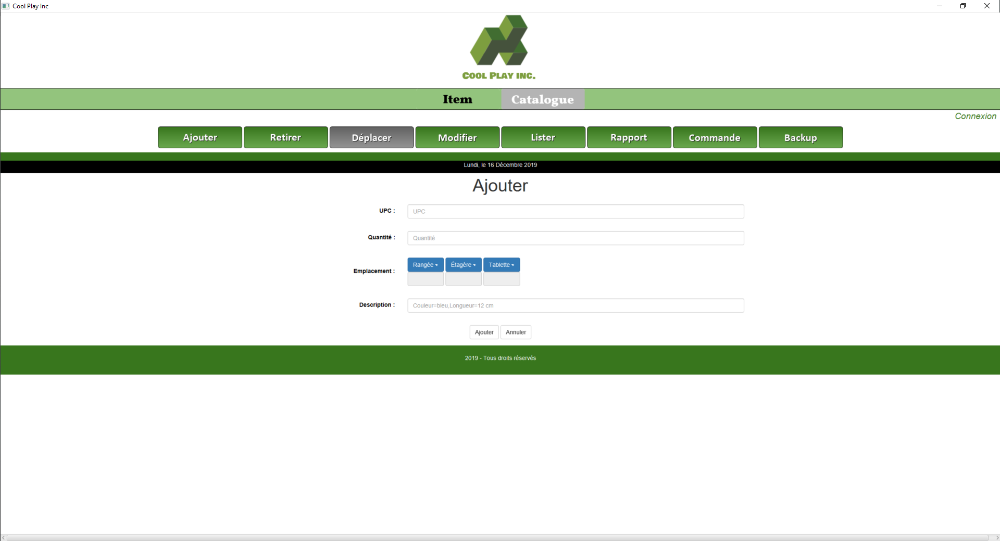 Cool Play Inc
COOL PLAY INC.
Item Catalogue
Connexion
Ajouter Retirer Déplacer Modifier Lister Rapport Commande Backup
Lundi, le 16 Décembre 2019
Ajouter
UPC : UPC
Quantité : Quantité
Rangée Étagère Tablette
Emplacement :
Description : Couleur=bleu,Longueur=12 cm
Ajouter Annuler
2019 - Tous droits réservés